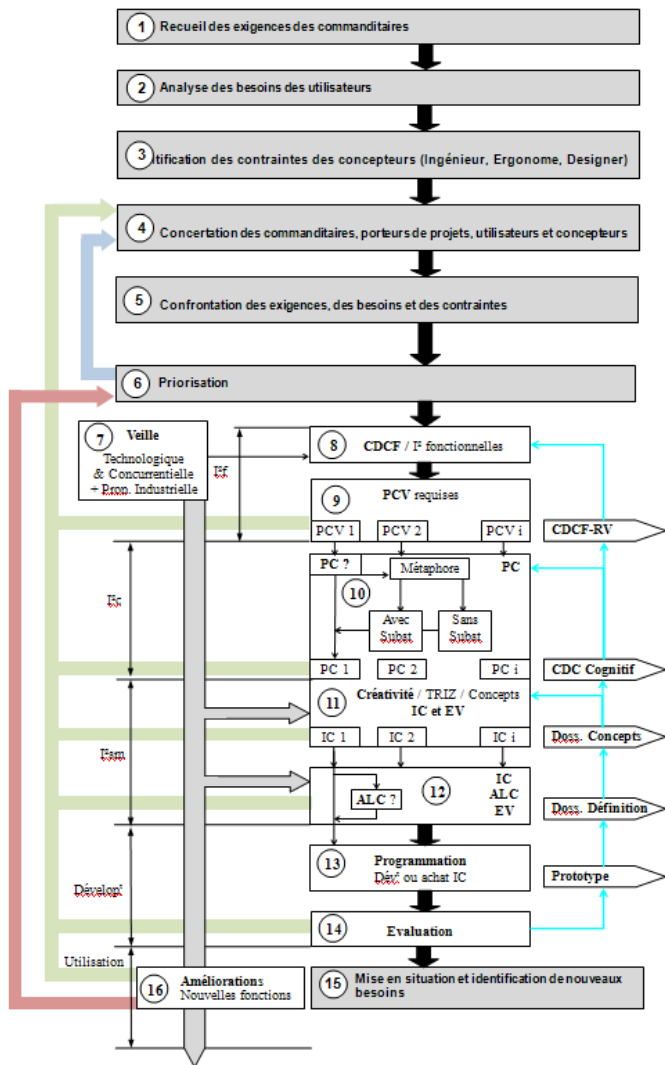 1 Recueil des exigences des commanditaires
2 Analyse des besoins des utilisateurs
3 ntification des contraintes des concepteurs (Ingénieur, Ergonome, Designer)
4 Concertation des commanditaires, porteurs de projets, utilisateurs et concepteurs
5 Confrontation des exigences, des besoins et des contraintes
6 Priorisation
7 Veille
Technologique
& Concurrentielle
+ Prop. Industrielle
I²f
8 CDCF / I² fonctionnelles
9 PCV requises
PCV 1 PCV 2 PCV i
CDCF-RV
I²c
PC ? Métaphore PC
10
Avec
Subst
Sans
Subst
PC 1 PC 2 PC i
CDC Cognitif
11 Créativité / TRIZ / Concepts
IC et EV
IC 1 IC 2 IC i
Doss. Concepts
I²sm
ALC ? 12
IC
ALC
EV
Doss. Définition
13 Programmation
Dévt ou achat IC
Prototype
Dévelopt
14 Evaluation
Utilisation
15 Mise en situation et identification de nouveaux
besoins
16 Améliorations
Nouvelles fonctions